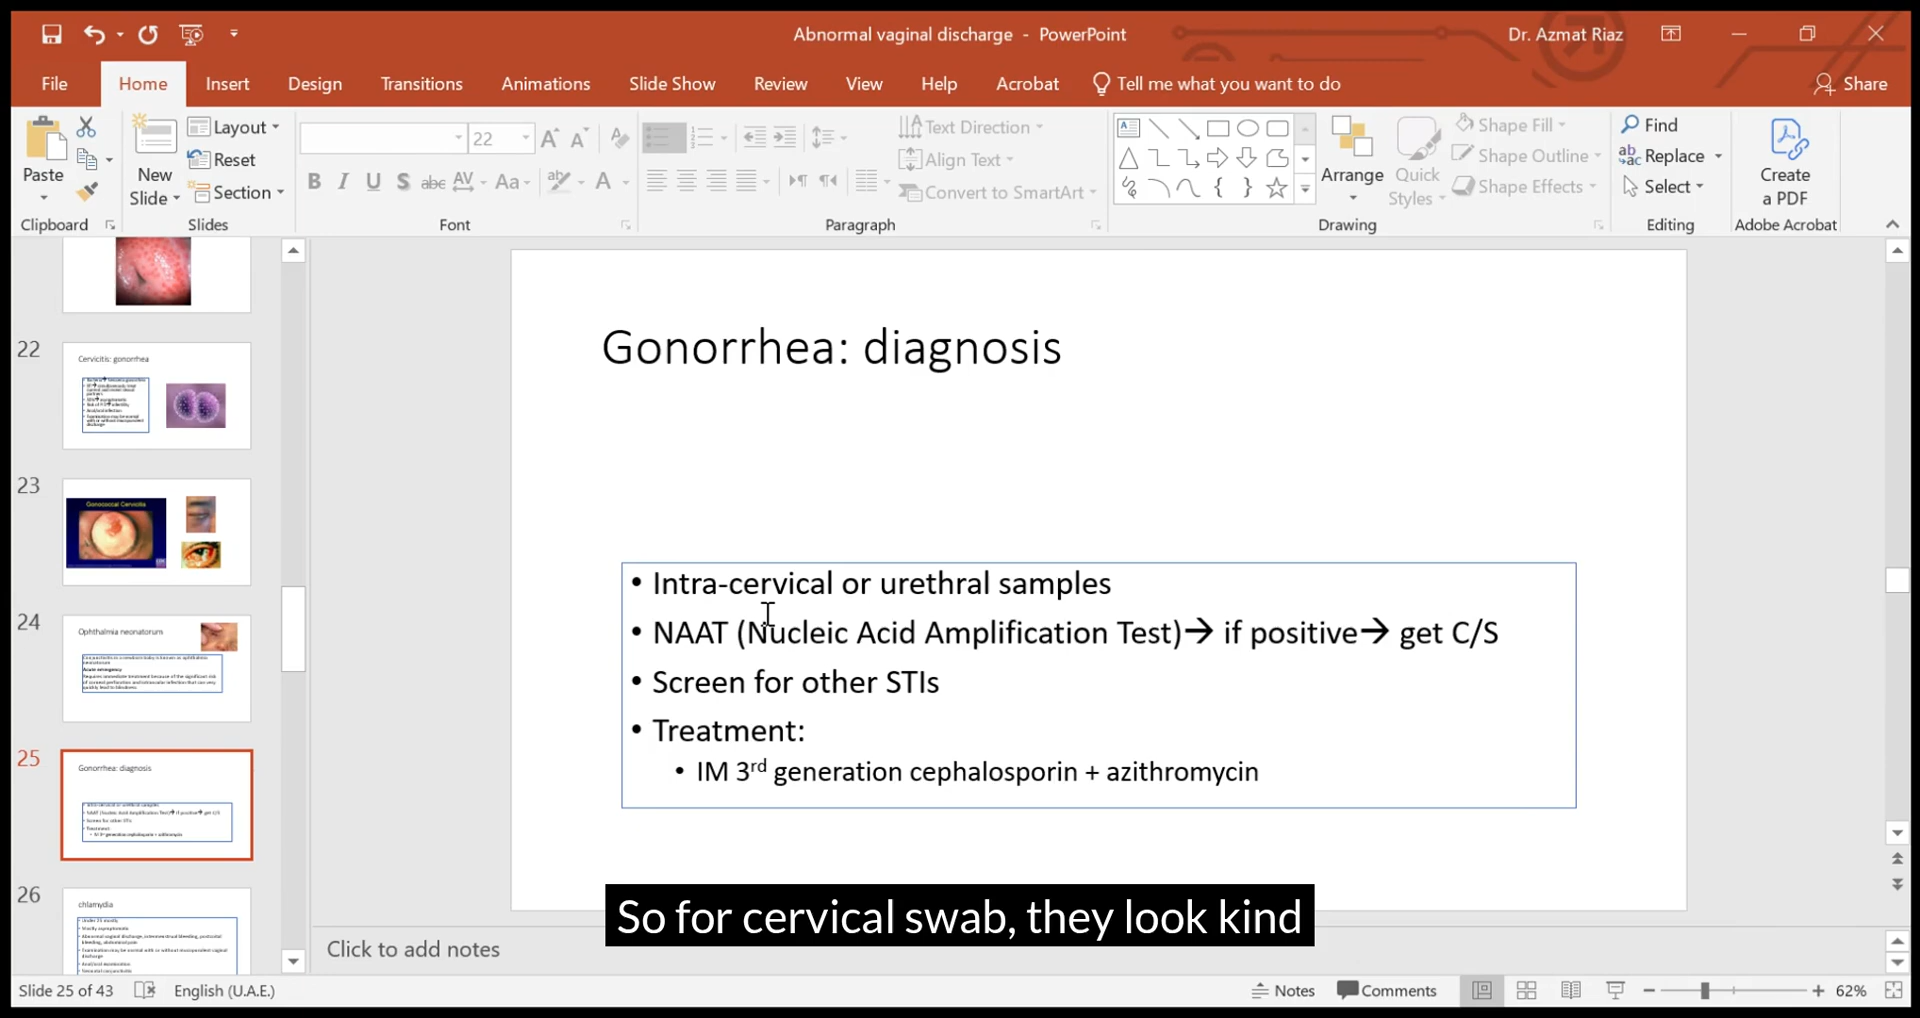 Abnormal vaginal discharge - PowerPoint
Dr. Azmat Riaz
File
Home
Insert
Design
Transitions
Animations
Slide Show
Review
View
Help
Acrobat
Tell me what you want to do
Share
Paste
Clipboard
New
Slide
Layout
Reset
Section
Slides
22
B I U S abc AV Aa A
Font
Text Direction
Align Text
Convert to SmartArt
Paragraph
Arrange
Quick
Styles
Shape Fill
Shape Outline
Shape Effects
Drawing
Find
Replace
Select
Editing
Create
a PDF
Adobe Acrobat
22
Cervicitis: gonorrhea
23
Gonococcal Cervicitis
24
Ophthalmia neonatorum
25
Gonorrhea: diagnosis
26
chlamydia
Gonorrhea: diagnosis
• Intra-cervical or urethral samples
• NAAT (Nucleic Acid Amplification Test)→ if positive→ get C/S
• Screen for other STIs
• Treatment:
• IM 3rd generation cephalosporin + azithromycin
So for cervical swab, they look kind
Click to add notes
Slide 25 of 43
English (U.A.E.)
Notes
Comments
62%